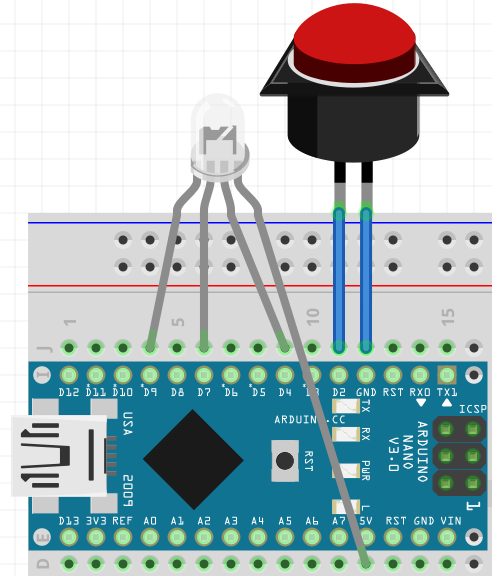 1 5 10 15
J
I
D12 D11 D10 D9 D8 D7 D6 D5 D4 D3 D2 GND RST RX0 TX1
TX
RX
PWR
L
ARDUINO.CC
RST
USA
2009
ARDUINO
NANO
V3.0
ICSP
1
D13 3V3 REF A0 A1 A2 A3 A4 A5 A6 A7 5V RST GND VIN
E
D